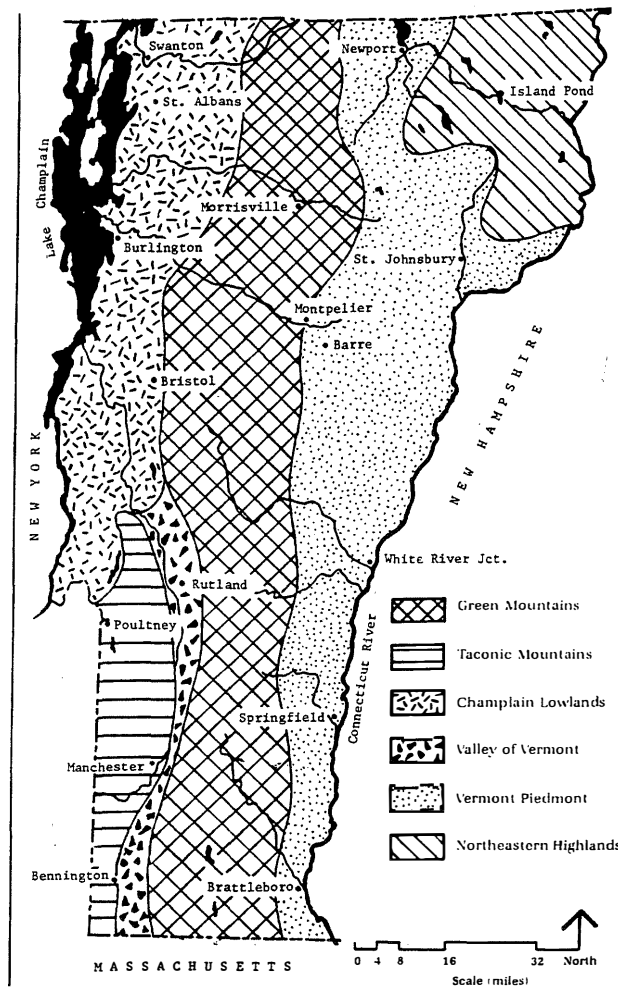 Swanton
Newport
St. Albans
Island Pond
Lake Champlain
Morrisville
Burlington
St. Johnsbury
Montpelier
Barre
Bristol
NEW YORK
NEW HAMPSHIRE
White River Jct.
Rutland
Poultney
Connecticut River
Springfield
Manchester
Bennington
Brattleboro
MASSACHUSETTS
Green Mountains
Taconic Mountains
Champlain Lowlands
Valley of Vermont
Vermont Piedmont
Northeastern Highlands
0 4 8 16 32 North
Scale (miles)